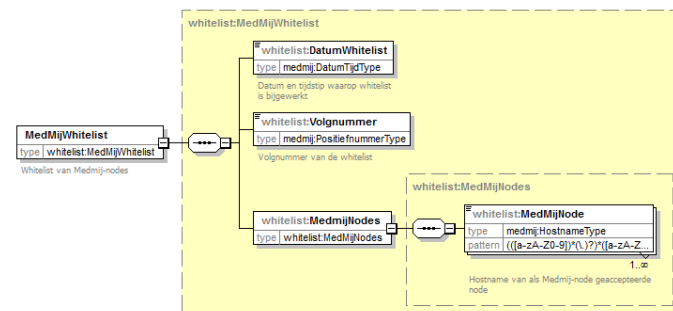 whitelist:MedMijWhitelist
whitelist:DatumWhitelist
type medmij:DatumTijdType
Datum en tijdstip waarop whitelist
is bijgewerkt
whitelist:Volgnummer
type medmij:PositiefnummerType
Volgnummer van de whitelist
MedMijWhitelist
type whitelist:MedMijWhitelist
Whitelist van Medmij-nodes
whitelist:MedmijNodes
type whitelist:MedMijNodes
whitelist:MedMijNodes
whitelist:MedMijNode
type medmij:HostnameType
pattern (([a-zA-Z0-9])*(\.)?)*([a-zA-Z...
1..∞
Hostname van als Medmij-node geaccepteerde
node